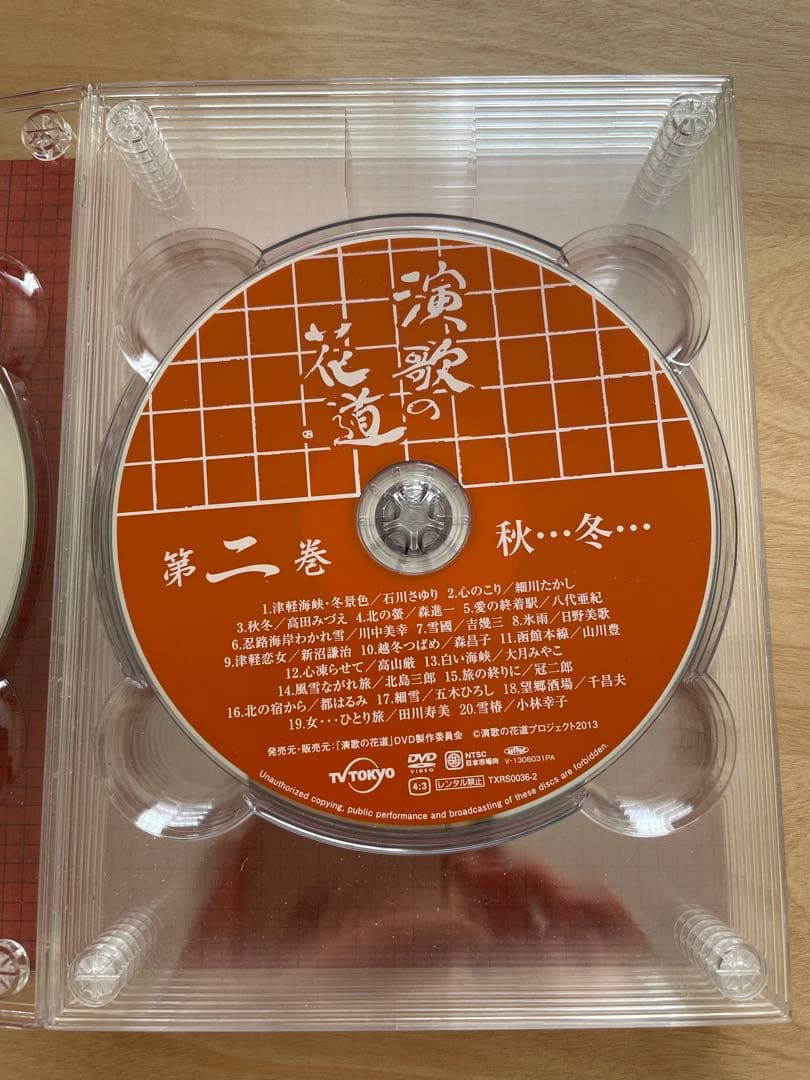 演歌の
花道
第二巻
秋…冬…
1.津軽海峡・冬景色／石川さゆり 2.心のこり／細川たかし
3.秋冬／高田みづえ 4.北の螢／森進一 5.愛の終着駅／八代亜紀
6.忍路海岸わかれ雪／川中美幸 7.雪國／吉幾三 8.氷雨／日野美歌
9.津軽恋女／新沼謙治 10.越冬つばめ／森昌子 11.函館本線／山川豊
12.心凍らせて／高山厳 13.白い海峡／大月みやこ
14.風雪ながれ旅／北島三郎 15.旅の終りに／冠二郎
16.北の宿から／都はるみ 17.細雪／五木ひろし 18.望郷酒場／千昌夫
19.女･･･ひとり旅／田川寿美 20.雪椿／小林幸子
発売元・販売元：「演歌の花道」DVD製作委員会 ©演歌の花道プロジェクト2013
TV TOKYO
DVD VIDEO
NTSC 日本市場向
V-1306031PA
4:3
レンタル禁止
TXRS0036-2
Unauthorized copying, public performance and broadcasting of these discs are forbidden.